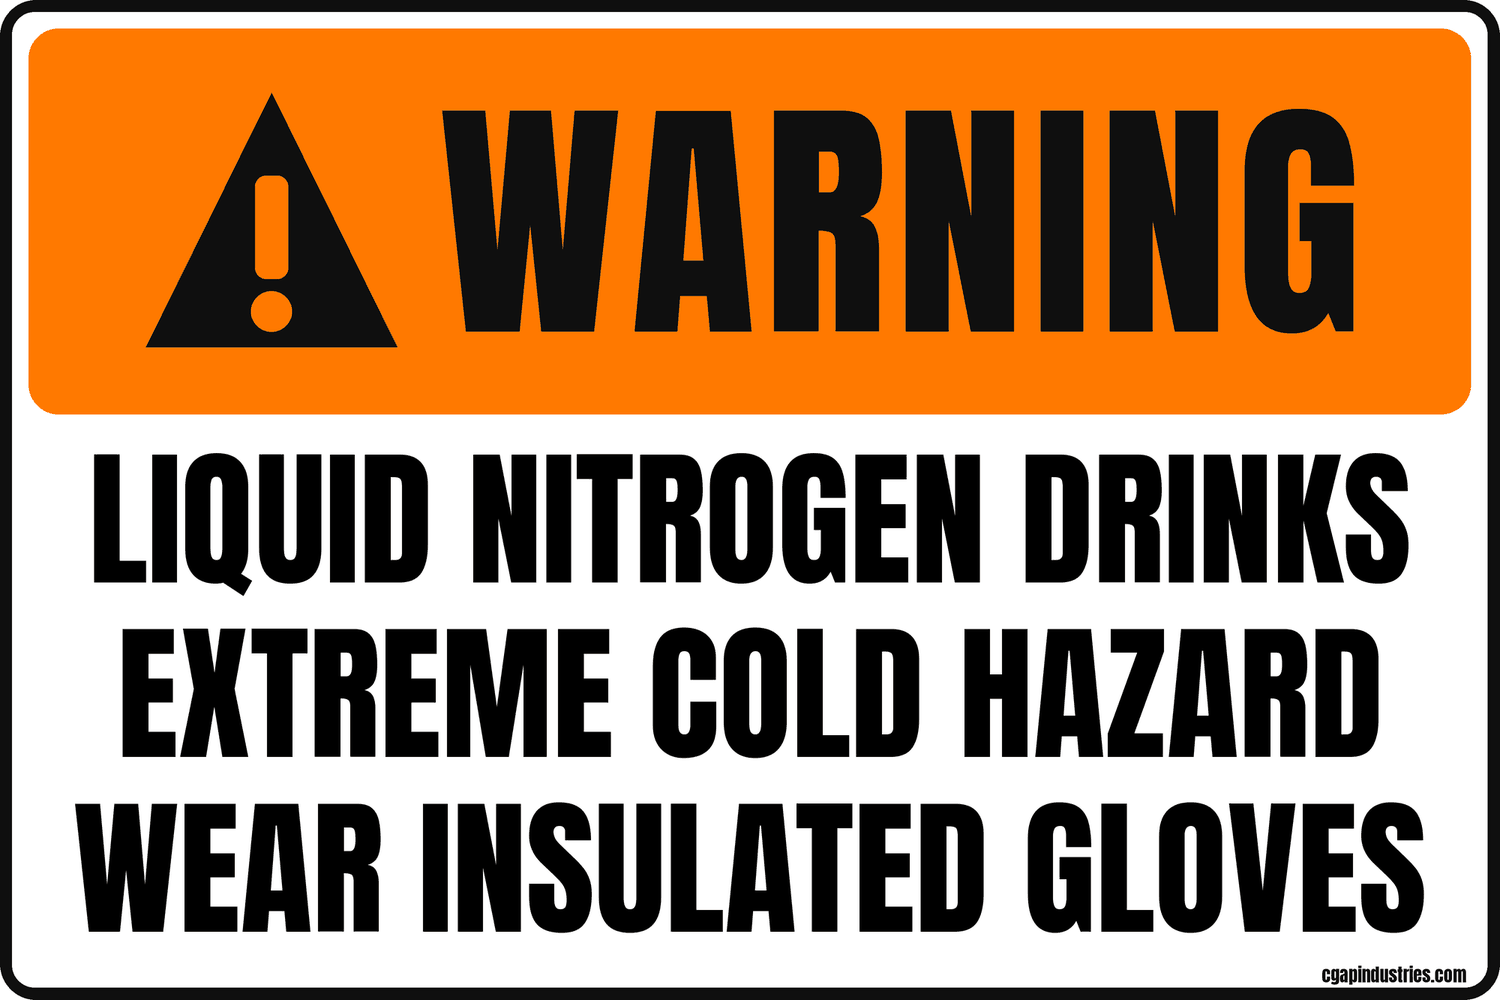 WARNING
LIQUID NITROGEN DRINKS
EXTREME COLD HAZARD
WEAR INSULATED GLOVES
cgapindustries.com